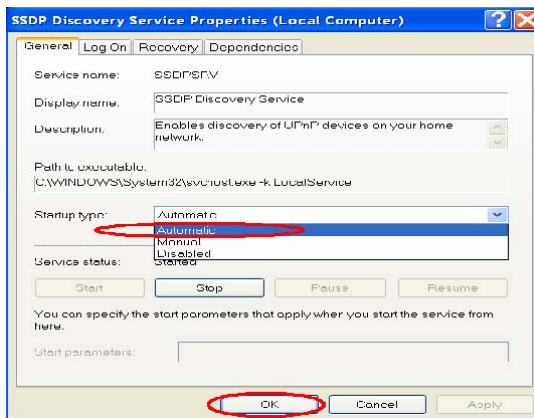 SSDP Discovery Service Properties (Local Computer)
General Log On Recovery Dependencies
Service name: SSDPSRV
Display name: SSDP Discovery Service
Description: Enables discovery of UPnP devices on your home
network.
Path to executable:
C:\WINDOWS\System32\svchost.exe -k LocalService
Startup type: Automatic
Automatic
Manual
Disabled
Service status: Started
Start Stop Pause Resume
You can specify the start parameters that apply when you start the service from
here.
Start parameters:
OK Cancel Apply